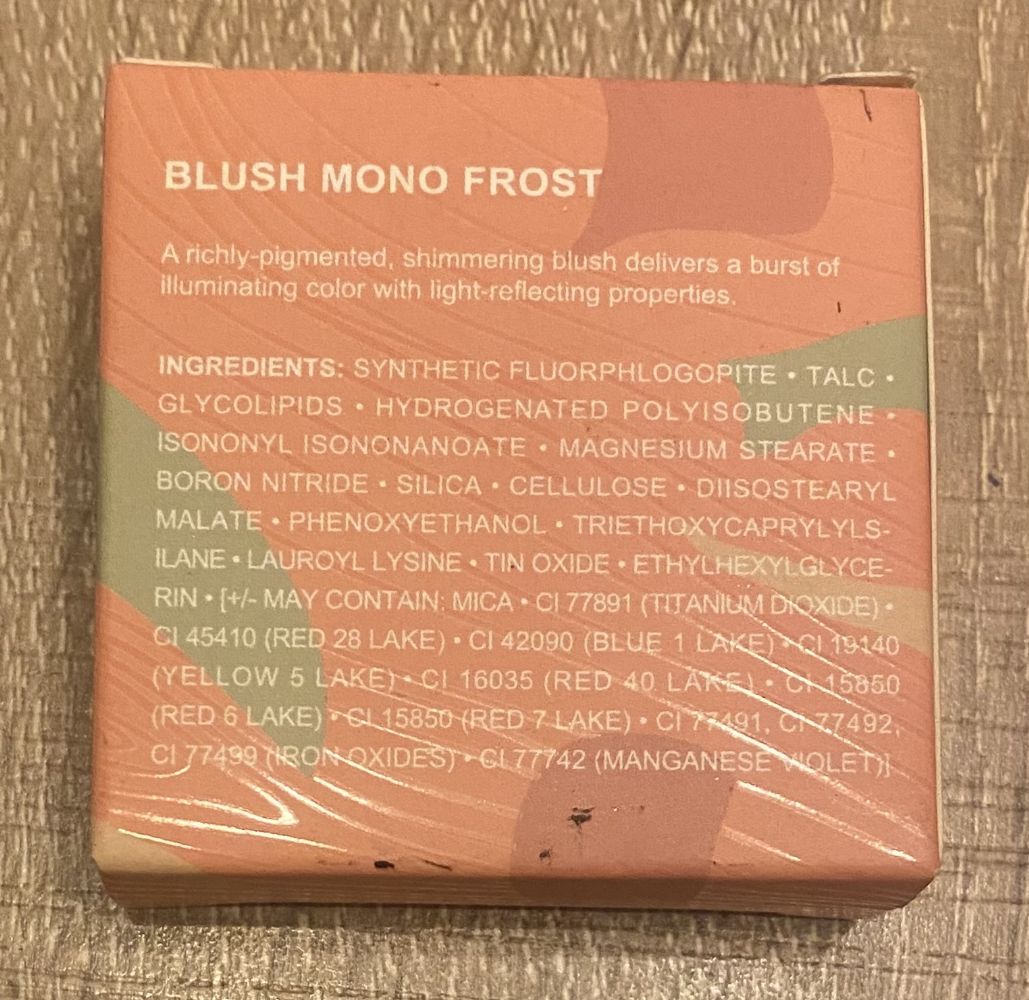 BLUSH MONO FROST
A richly-pigmented, shimmering blush delivers a burst of
illuminating color with light-reflecting properties.
INGREDIENTS: SYNTHETIC FLUORPHLOGOPITE • TALC •
GLYCOLIPIDS • HYDROGENATED POLYISOBUTENE •
ISONONYL ISONONANOATE • MAGNESIUM STEARATE •
BORON NITRIDE • SILICA • CELLULOSE • DIISOSTEARYL
MALATE • PHENOXYETHANOL • TRIETHOXYCAPRYLYLS-
ILANE • LAUROYL LYSINE • TIN OXIDE • ETHYLHEXYLGLYCE-
RIN • [+/- MAY CONTAIN: MICA • CI 77891 (TITANIUM DIOXIDE) •
CI 45410 (RED 28 LAKE) • CI 42090 (BLUE 1 LAKE) • CI 19140
(YELLOW 5 LAKE) • CI 16035 (RED 40 LAKE) • CI 15850
(RED 6 LAKE) • CI 15850 (RED 7 LAKE) • CI 77491, CI 77492,
CI 77499 (IRON OXIDES) • CI 77742 (MANGANESE VIOLET)]